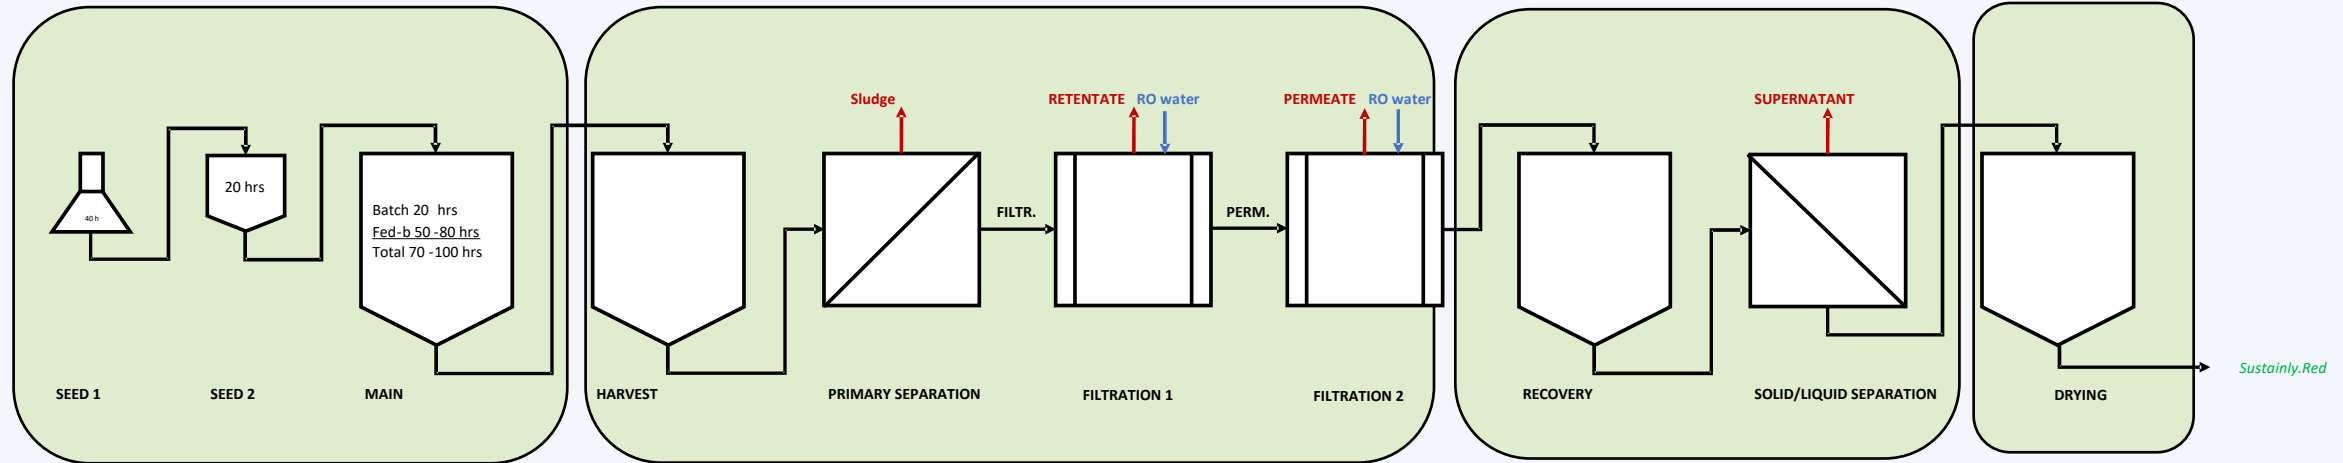 Sludge
RETENTATE
RO water
PERMEATE
RO water
SUPERNATANT
40 h
20 hrs
Batch 20 hrs
Fed-b 50 -80 hrs
Total 70 -100 hrs
FILTR.
PERM.
Sustainly.Red
SEED 1
SEED 2
MAIN
HARVEST
PRIMARY SEPARATION
FILTRATION 1
FILTRATION 2
RECOVERY
SOLID/LIQUID SEPARATION
DRYING